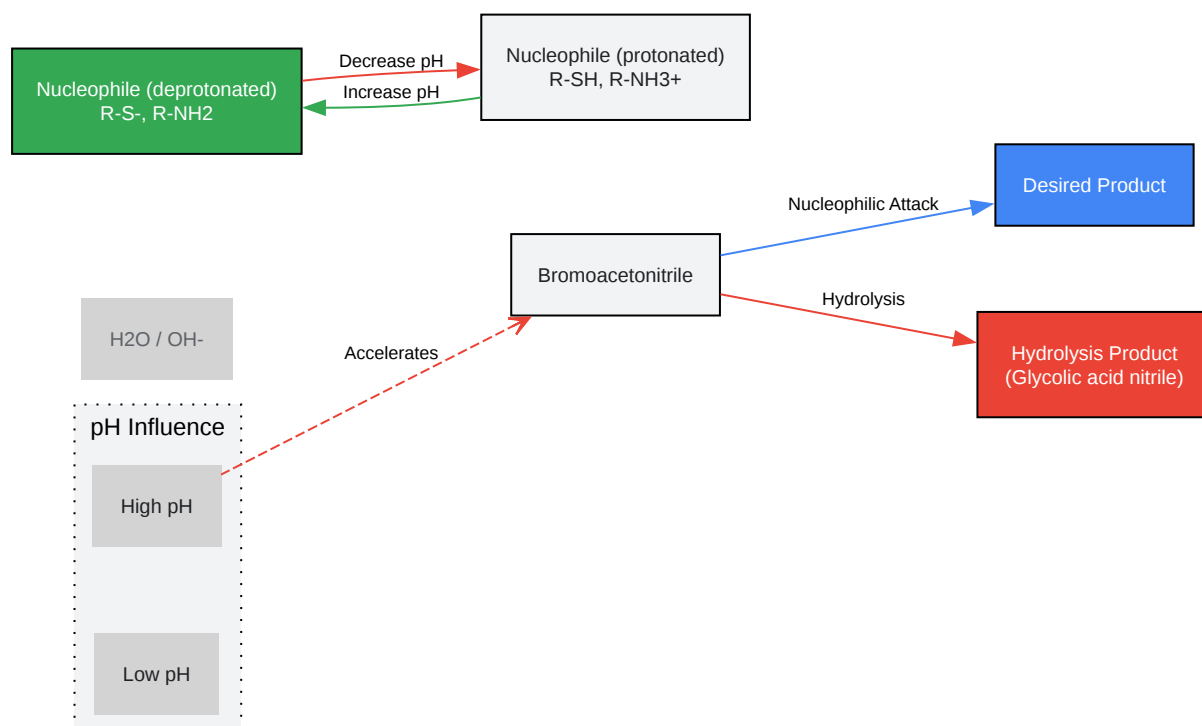 Nucleophile (deprotonated)
R-S-, R-NH2
Decrease pH
Increase pH
Nucleophile (protonated)
R-SH, R-NH3+
Desired Product
Nucleophilic Attack
Bromoacetonitrile
Hydrolysis
Hydrolysis Product
(Glycolic acid nitrile)
H2O / OH-
Accelerates
pH Influence
High pH
Low pH